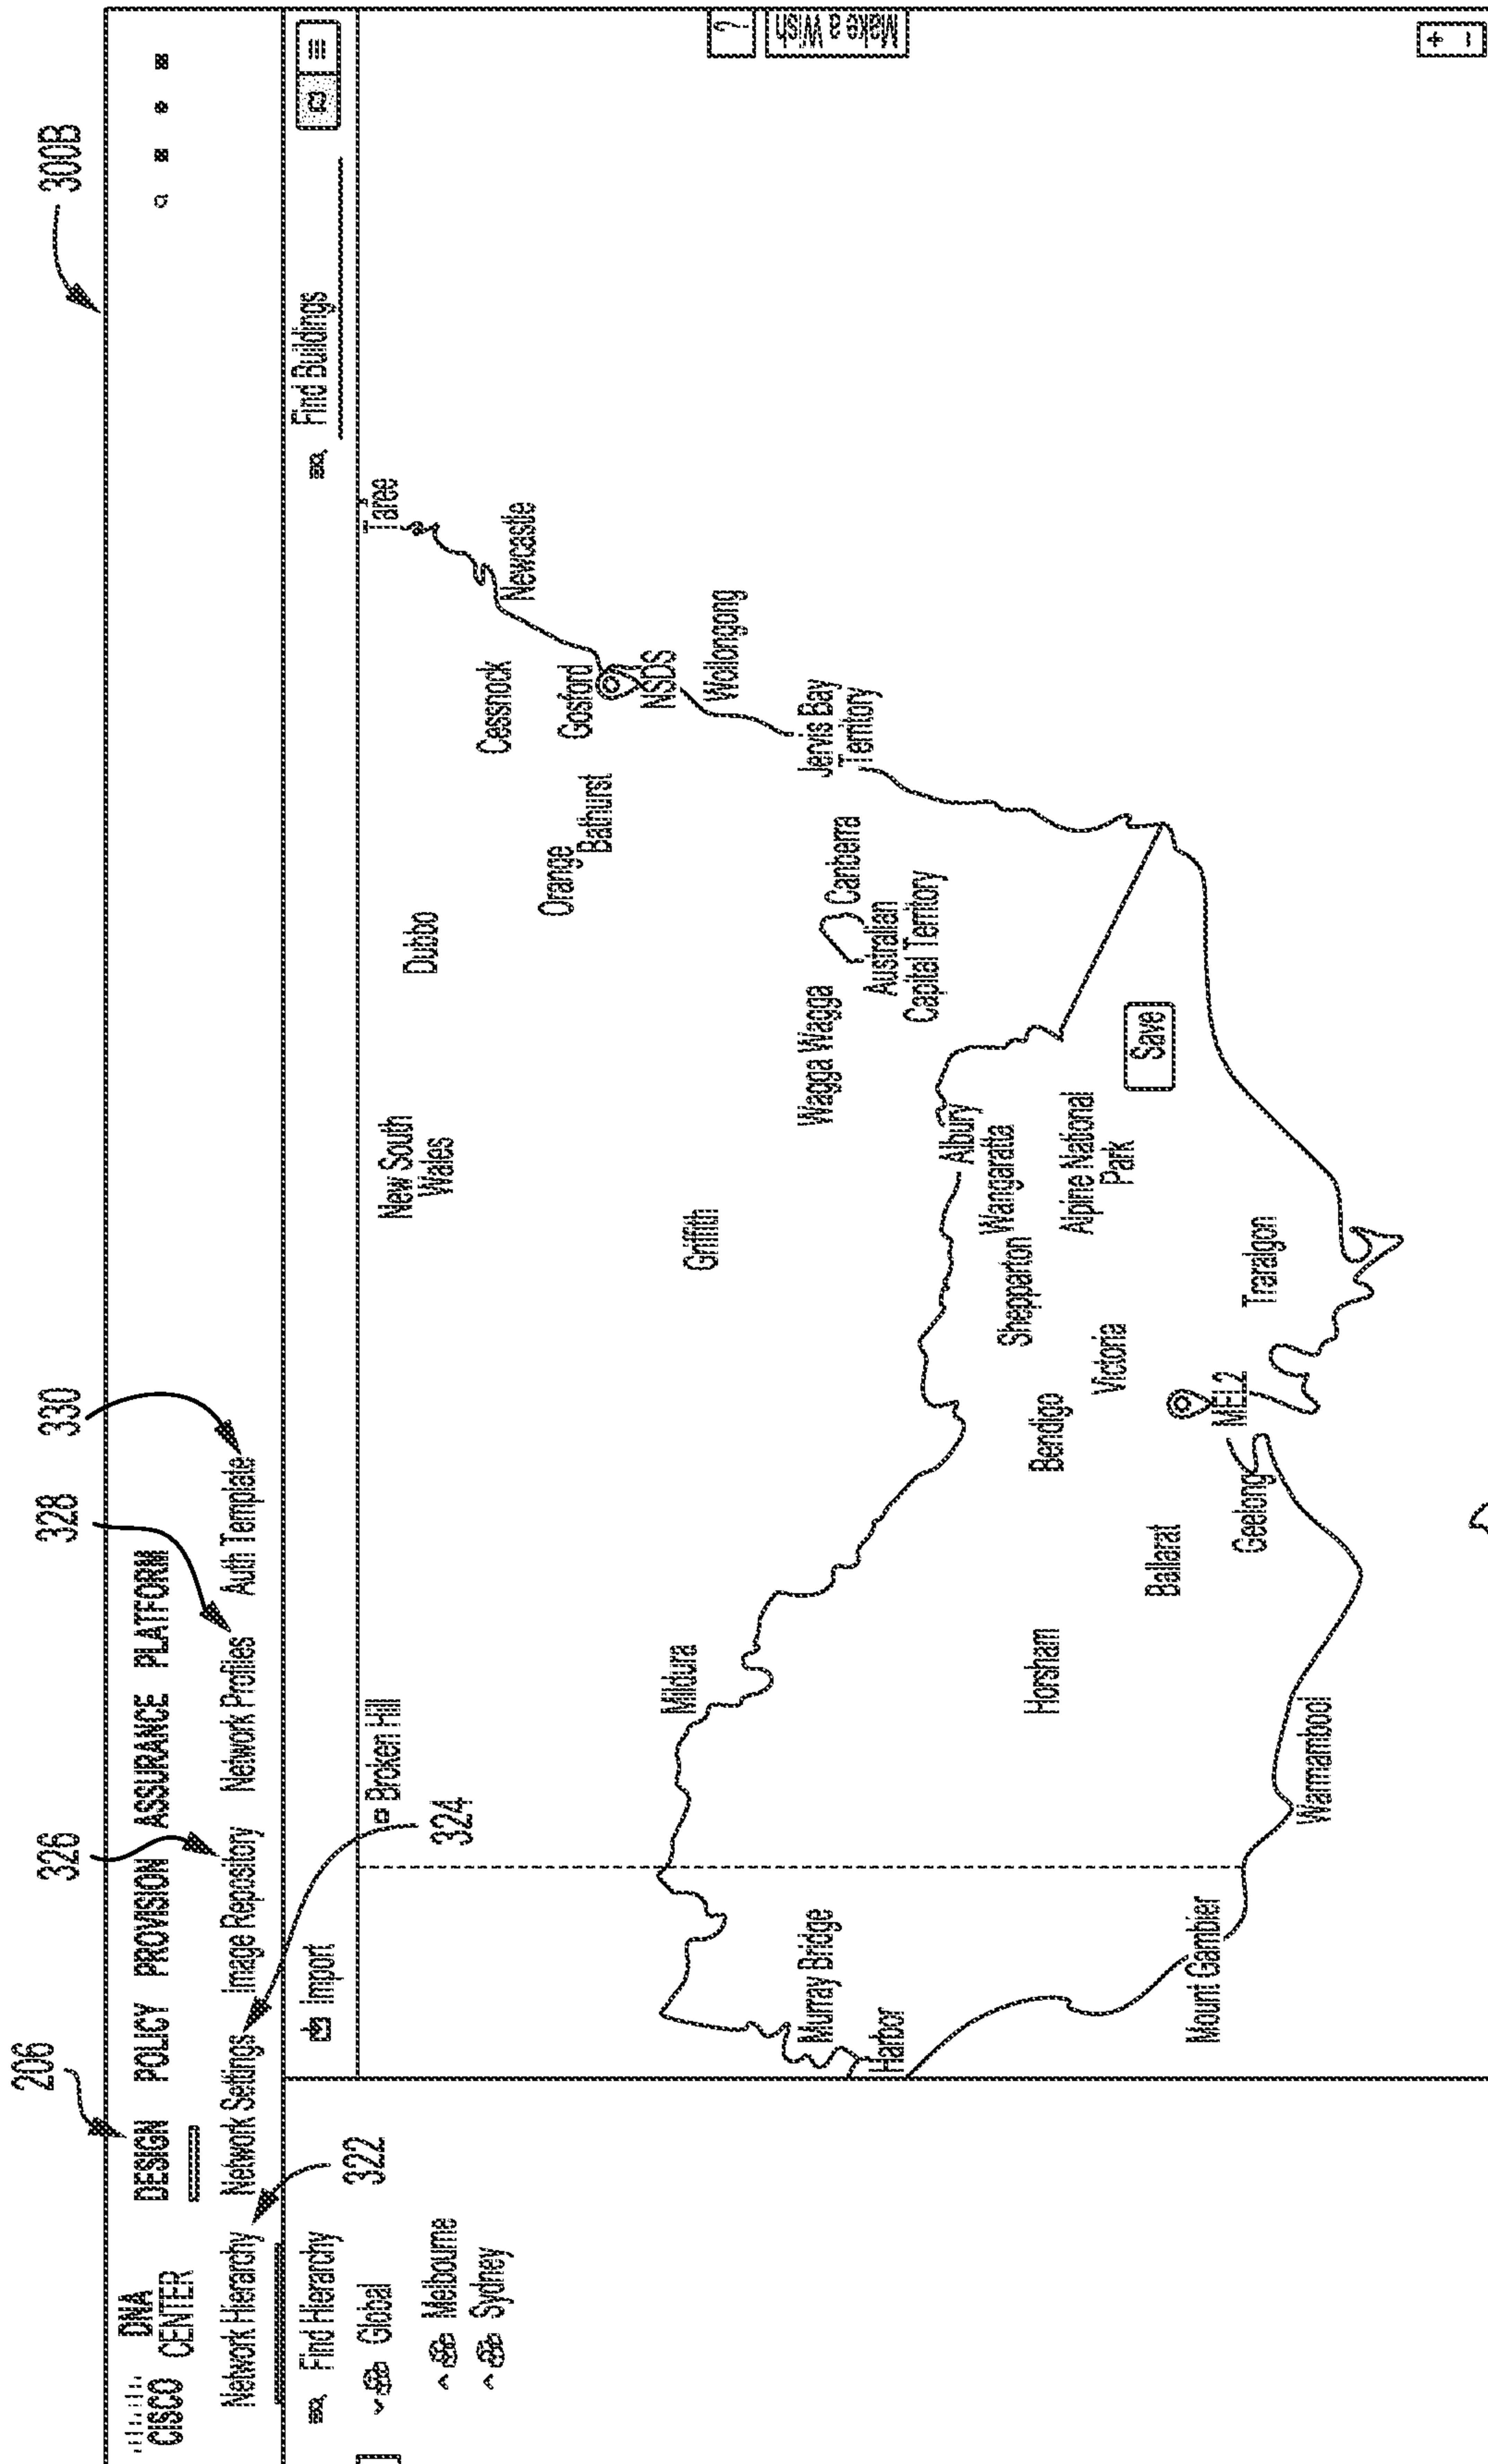 300B
206
326
328
330
CISCO
DNA
CENTER
DESIGN POLICY PROVISION ASSURANCE PLATFORM
Network Hierarchy Network Settings Image Repository Network Profiles Auth Template
322
324
Find Hierarchy
Import
Find Buildings
Global
Melbourne
Sydney
?
Make a Wish
+
-
Broken Hill
New South
Wales
Dubbo
Taree
Cessnock
Newcastle
Orange
Bathurst
Gosford
NSDS
Wollongong
Mildura
Griffith
Murray Bridge
Wagga Wagga
Canberra
Jervis Bay
Territory
Australian
Capital Territory
Harbor
Albury
Wangaratta
Shepparton
Horsham
Bendigo
Alpine National
Park
Victoria
Save
Ballarat
Mount Gambier
MEL2
Geelong
Traralgon
Warrnambool